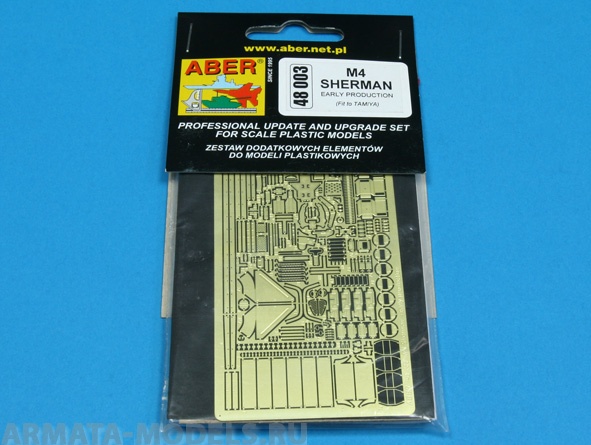 www.aber.net.pl
ABER®
SINCE 1995
48 003
M4
SHERMAN
EARLY PRODUCTION
(Fit to TAMIYA)
PROFESSIONAL UPDATE AND UPGRADE SET
FOR SCALE PLASTIC MODELS
ZESTAW DODATKOWYCH ELEMENTÓW
DO MODELI PLASTIKOWYCH
ARMATA-MODELS.RU